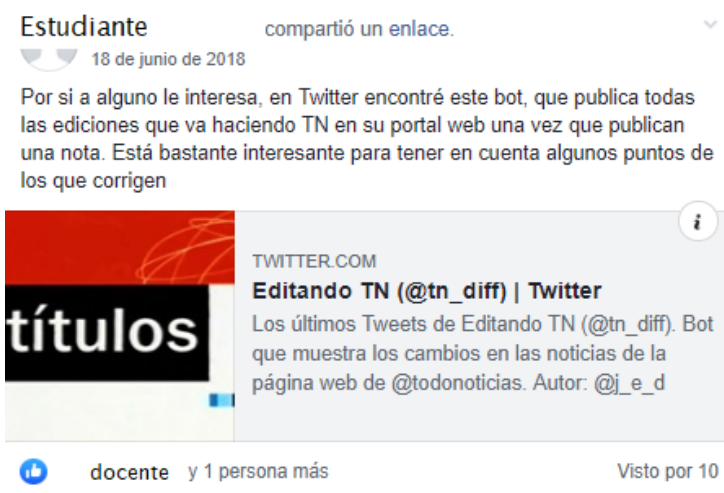 Estudiante compartió un enlace.
18 de junio de 2018
Por si a alguno le interesa, en Twitter encontré este bot, que publica todas
las ediciones que va haciendo TN en su portal web una vez que publican
una nota. Está bastante interesante para tener en cuenta algunos puntos de
los que corrigen
títulos
i
TWITTER.COM
Editando TN (@tn_diff) | Twitter
Los últimos Tweets de Editando TN (@tn_diff). Bot
que muestra los cambios en las noticias de la
página web de @todonoticias. Autor: @j_e_d
docente y 1 persona más
Visto por 10